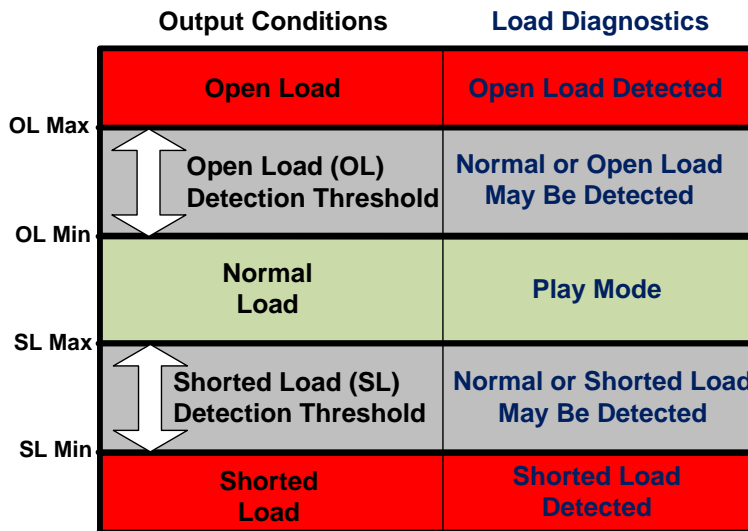 Output Conditions
Load Diagnostics
Open Load
Open Load Detected
OL Max
Open Load (OL)
Detection Threshold
Normal or Open Load
May Be Detected
OL Min
Normal
Load
Play Mode
SL Max
Shorted Load (SL)
Detection Threshold
Normal or Shorted Load
May Be Detected
SL Min
Shorted
Load
Shorted Load
Detected